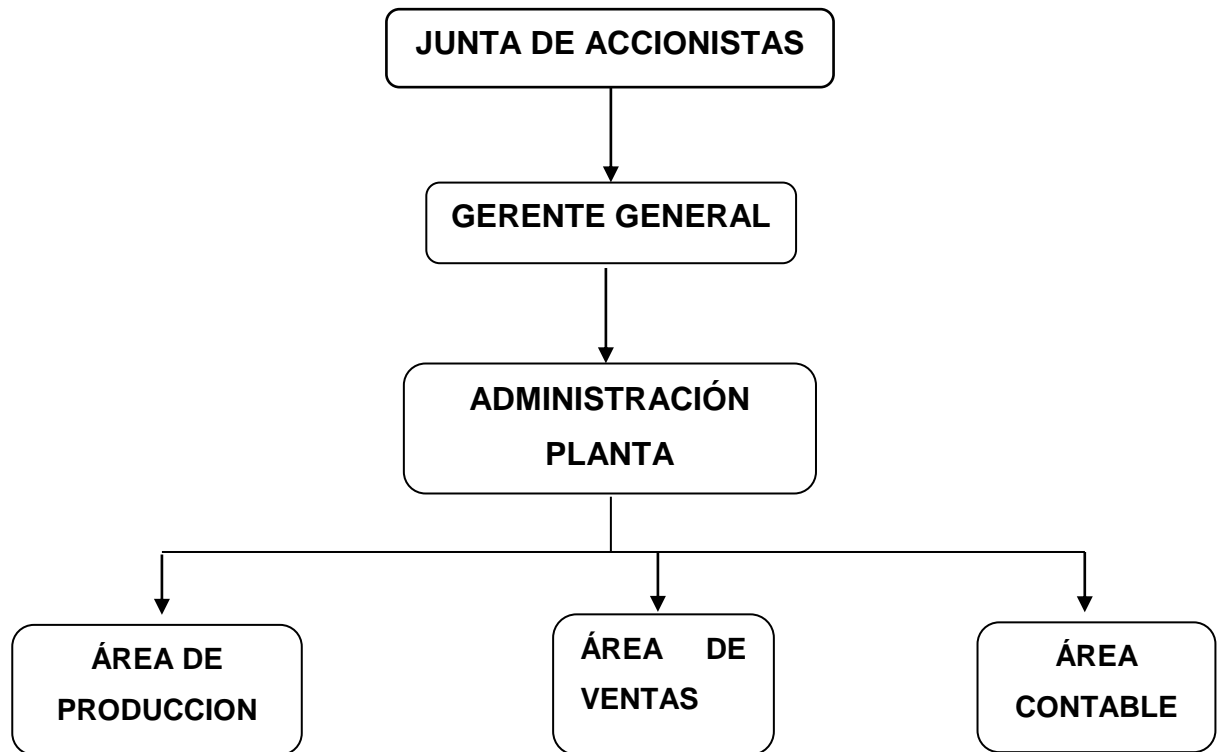 JUNTA DE ACCIONISTAS
GERENTE GENERAL
ADMINISTRACIÓN
PLANTA
ÁREA DE
PRODUCCION
ÁREA DE
VENTAS
ÁREA
CONTABLE